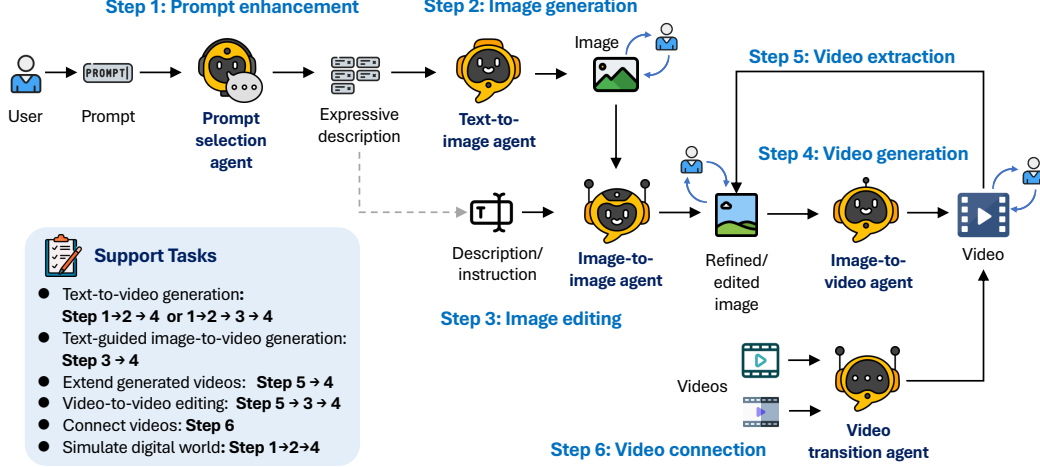 Step 1: Prompt enhancement
Step 2: Image generation
User
PROMPT
Prompt
Prompt
selection
agent
Expressive
description
Text-to-
image agent
Image
Step 5: Video extraction
Step 4: Video generation
T
Description/
instruction
Image-to-
image agent
Refined/
edited
image
Image-to-
video agent
Video
Step 3: Image editing
Support Tasks
● Text-to-video generation:
Step 1→2 → 4 or 1→2 → 3 → 4
● Text-guided image-to-video generation:
Step 3 → 4
● Extend generated videos: Step 5 → 4
● Video-to-video editing: Step 5 → 3 → 4
● Connect videos: Step 6
● Simulate digital world: Step 1→2→4
Videos
Video
transition agent
Step 6: Video connection